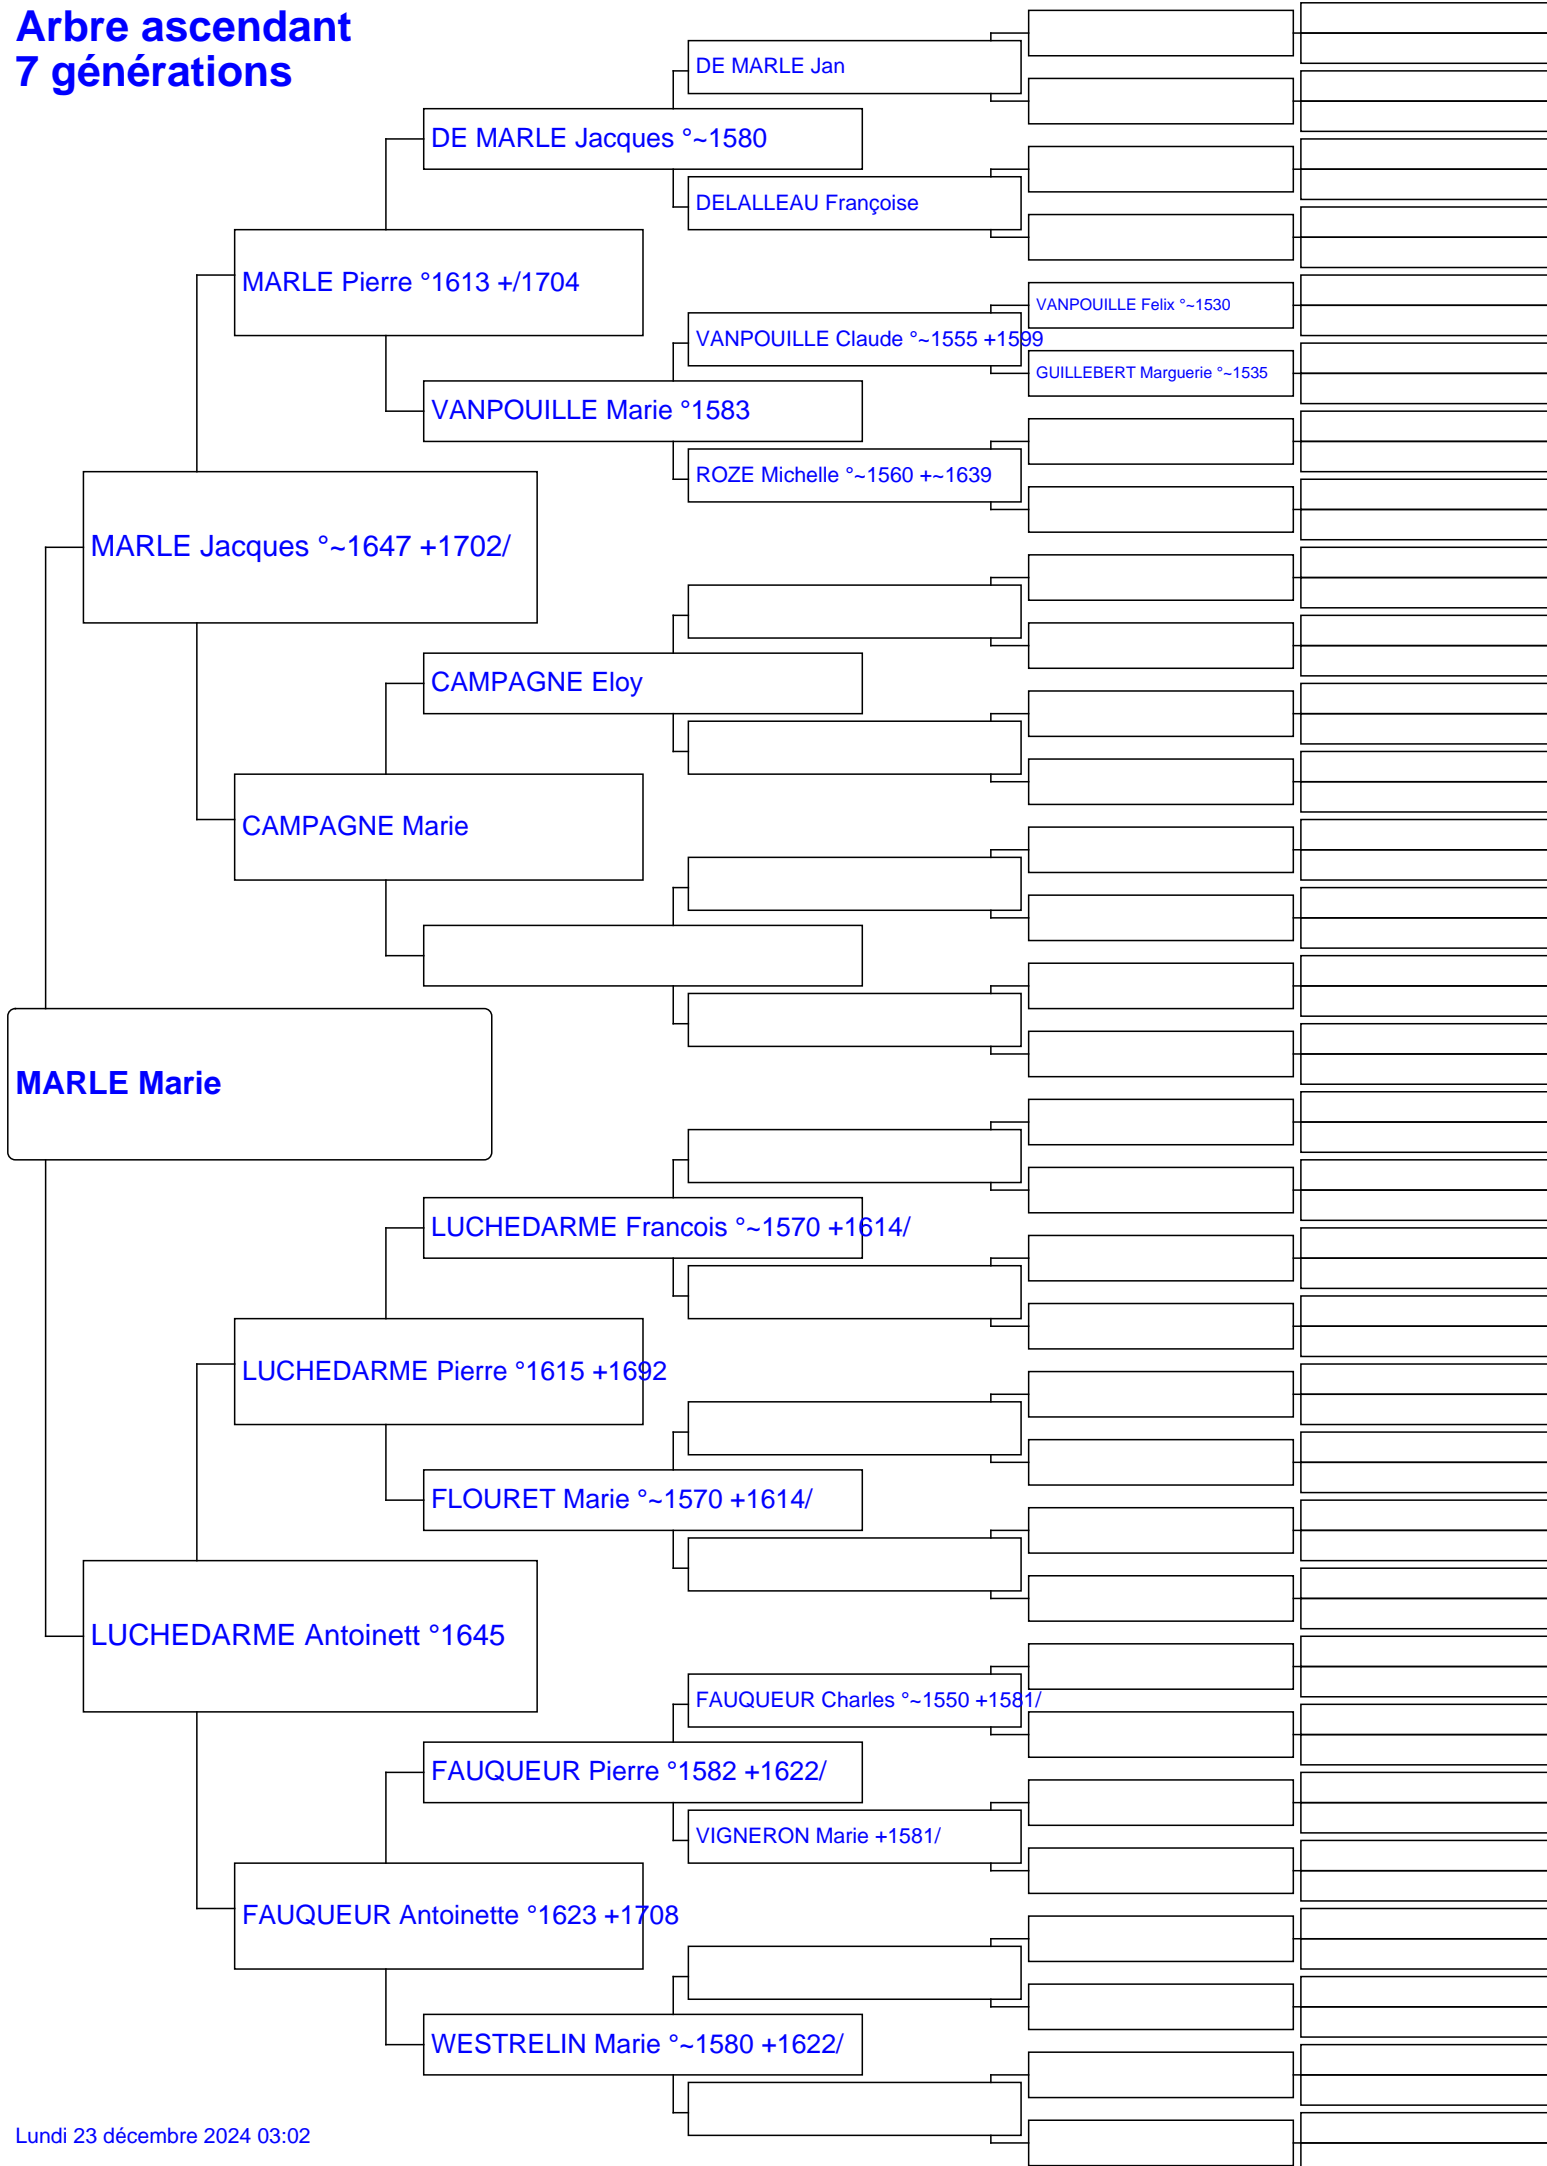 Arbre ascendant
7 générations
DE MARLE Jan
DE MARLE Jacques °~1580
DELALLEAU Françoise
MARLE Pierre °1613 +/1704
VANPOUILLE Felix °~1530
VANPOUILLE Claude °~1555 +1599
GUILLEBERT Marguerie °~1535
VANPOUILLE Marie °1583
ROZE Michelle °~1560 +~1639
MARLE Jacques °~1647 +1702/
CAMPAGNE Eloy
CAMPAGNE Marie
MARLE Marie
LUCHEDARME Francois °~1570 +1614/
LUCHEDARME Pierre °1615 +1692
FLOURET Marie °~1570 +1614/
LUCHEDARME Antoinett °1645
FAUQUEUR Charles °~1550 +1581/
FAUQUEUR Pierre °1582 +1622/
VIGNERON Marie +1581/
FAUQUEUR Antoinette °1623 +1708
WESTRELIN Marie °~1580 +1622/
Lundi 23 décembre 2024 03:02